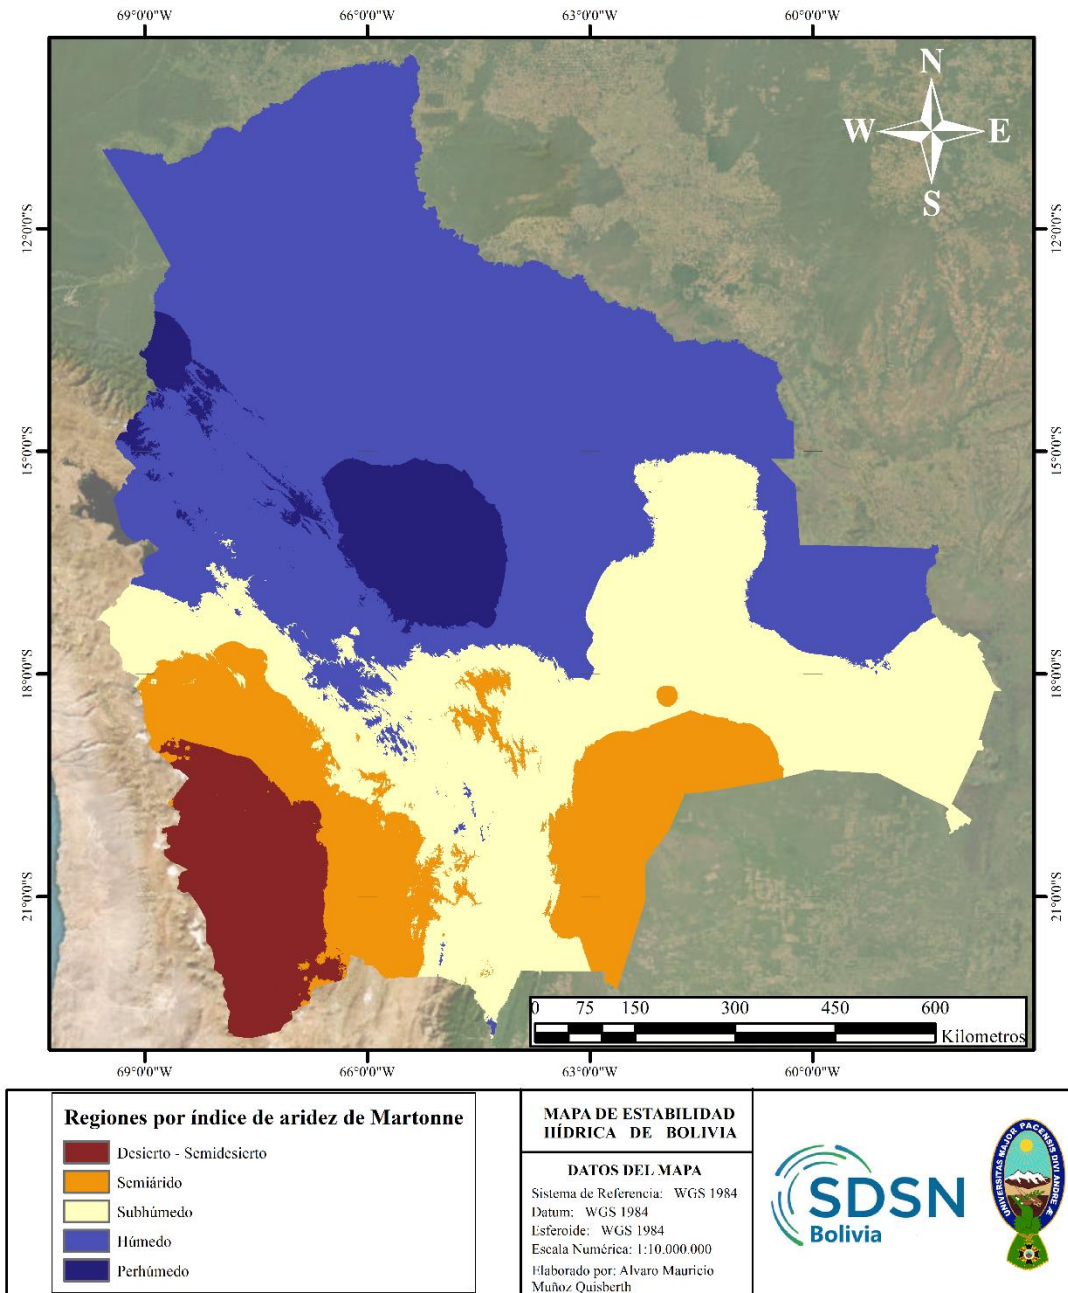 69°0'0"W 66°0'0"W 63°0'0"W 60°0'0"W
N
W E
S
12°0'0"S 12°0'0"S
15°0'0"S 15°0'0"S
18°0'0"S 18°0'0"S
21°0'0"S 21°0'0"S
0 75 150 300 450 600
Kilometros
69°0'0"W 66°0'0"W 63°0'0"W 60°0'0"W
Regiones por índice de aridez de Martonne
Desierto - Semidesierto
Semiárido
Subhúmedo
Húmedo
Perhúmedo
MAPA DE ESTABILIDAD
HÍDRICA DE BOLIVIA
DATOS DEL MAPA
Sistema de Referencia: WGS 1984
Datum: WGS 1984
Esferoide: WGS 1984
Escala Numérica: 1:10.000.000
Elaborado por: Alvaro Mauricio
Muñoz Quisberth
SDSN
Bolivia
UNIVERSITAS MAJOR PACENSIS DIVI ANDRE Æ